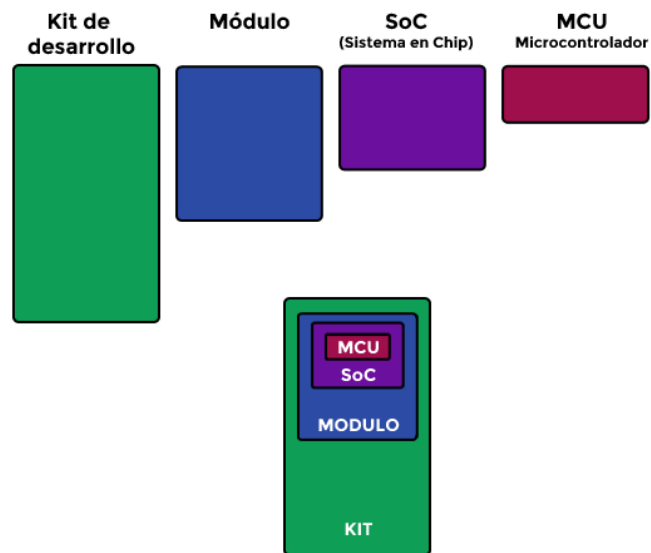 Kit de
desarrollo
Módulo
SoC
(Sistema en Chip)
MCU
Microcontrolador
MCU
SoC
MODULO
KIT